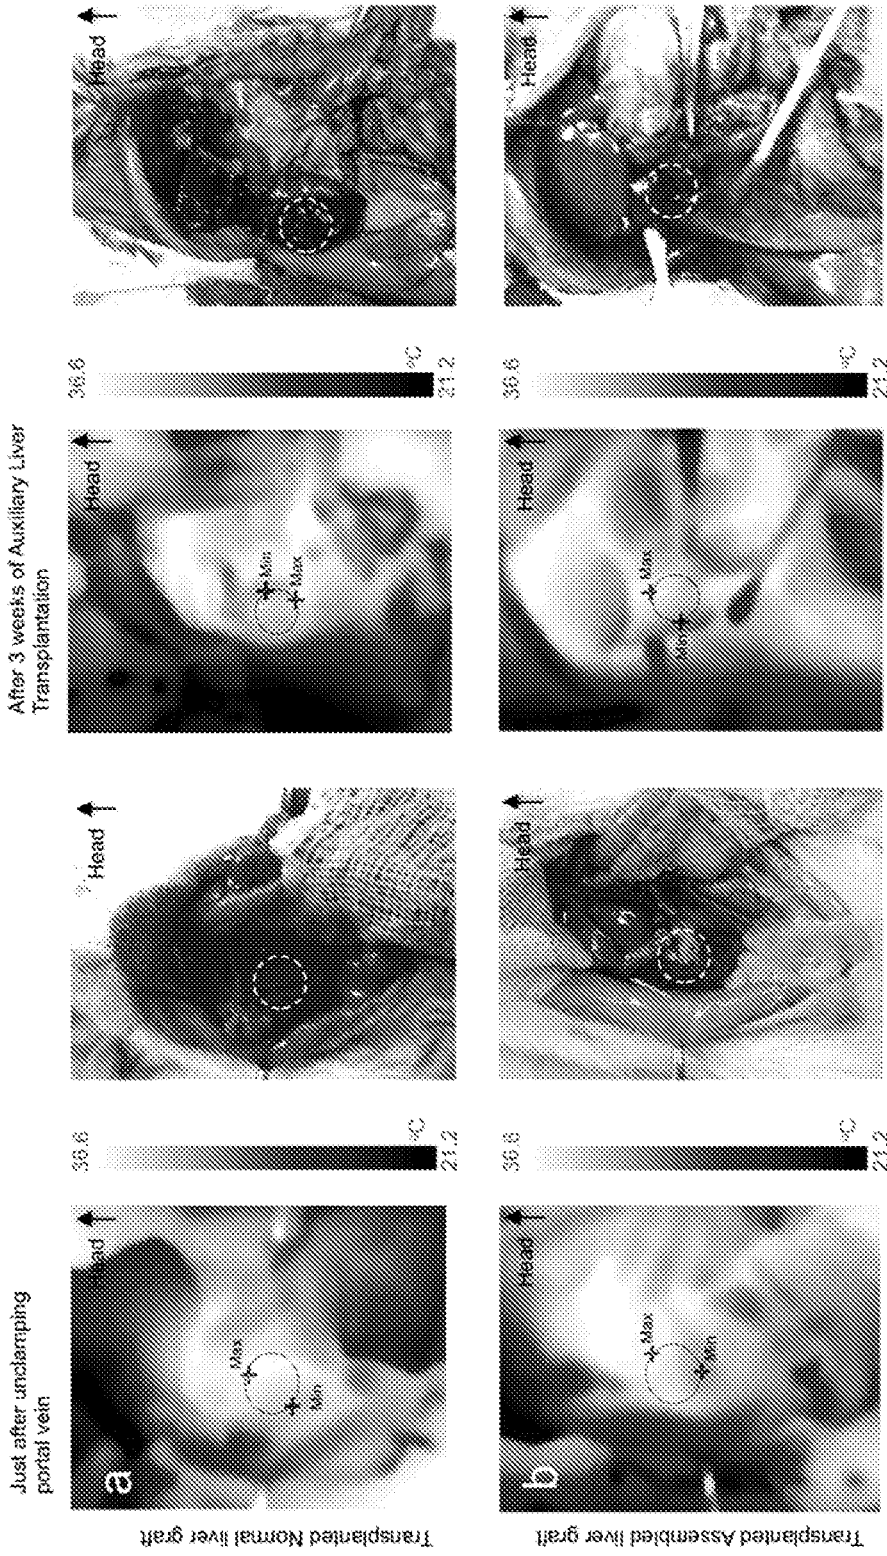 Just after unclamping
portal vein
After 3 weeks of Auxiliary Liver
Transplantation
Transplanted Normal liver graft
a
Head
Max
Min
36.6
°C
21.2
Head
Head
Min
Max
36.6
°C
21.2
Head
Transplanted Assembled liver graft
b
Head
Max
Min
36.6
°C
21.2
Head
Head
Max
Min
36.6
°C
21.2
Head